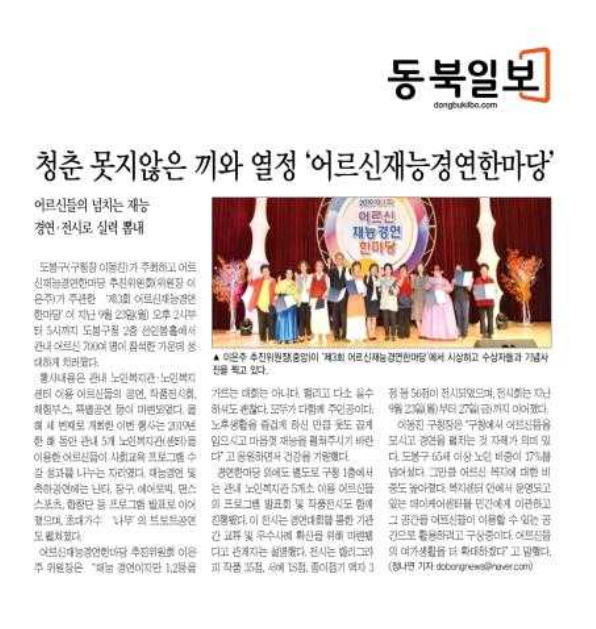 동북일보
dongbukilbo.com
청춘 못지않은 끼와 열정 ‘어르신재능경연한마당’
어르신들의 넘치는 재능
경연·전시로 실력 뽐내
어르신
재능경연
한마당
▲ 이은주 추진위원장(중앙)이 '제3회 어르신재능경연한마당'에서 시상하고 수상자들과 기념사
진을 찍고 있다.
도봉구(구청장 이동진)가 주최하고 어르
신재능경연한마당 추진위원회(위원장 이
은주)가 주관한 '제3회 어르신재능경연
한마당'이 지난 9월 23일(월) 오후 2시부
터 5시까지 도봉구청 2층 선인봉홀에서
관내 어르신 700여 명이 참석한 가운데 성
대하게 치러졌다.
행사내용은 관내 노인복지관·노인복지
센터 이용 어르신들의 공연, 작품전시회,
체험부스, 특별공연 등이 마련되었다. 올
해 세 번째로 개최한 이번 행사는 2019년
한 해 동안 관내 5개 노인복지관(센터)을
이용한 어르신들이 사회교육 프로그램 수
강 성과를 나누는 자리였다. 재능경연 및
축하공연에는 난타, 장구, 에어로빅, 댄스
스포츠, 합창단 등 프로그램 발표로 이어
졌으며, 초대가수 '나무'의 트로트공연
도 펼쳐졌다.
어르신재능경연한마당 추진위원회 이은
주 위원장은 "재능 경연이지만 1,2등을
가르는 대회는 아니다. 떨리고 다소 실수
하셔도 괜찮다. 모두가 다함께 주인공이다.
노후생활을 즐겁게 하신 만큼 웃도 곱게
입으시고 마음껏 재능을 펼쳐주시기 바란
다"고 응원하면서 건강을 기원했다.
경연한마당 외에도 별도로 구청 1층에서
는 관내 노인복지관 5개소 이용 어르신들
의 프로그램 발표회 및 작품전시도 함께
진행됐다. 이 전시는 경연대회를 통한 기관
간 교류 및 우수사례 확산을 위해 마련됐
다고 관계자는 설명했다. 전시는 캘리그라
피 작품 35점, 서예 18점, 종이접기 액자 3
점 등 56점이 전시되었으며, 전시회는 지난
9월 23일(월)부터 27일(금)까지 이어졌다.
이동진 구청장은 "구청에서 어르신들을
모시고 경연을 펼치는 것 자체가 의미 있
다. 도봉구 65세 이상 노인 비중이 17%를
넘어섰다. 그만큼 어르신 복지에 대한 비
중도 높아졌다. 복지센터 안에서 운영되고
있는 데이케어센터를 민간에게 이관하고
그 공간을 어르신들이 이용할 수 있는 공
간으로 활용하려고 구상중이다. 어르신들
의 여가생활을 더 확대하겠다"고 말했다.
(정나연 기자 dobongnews@naver.com)